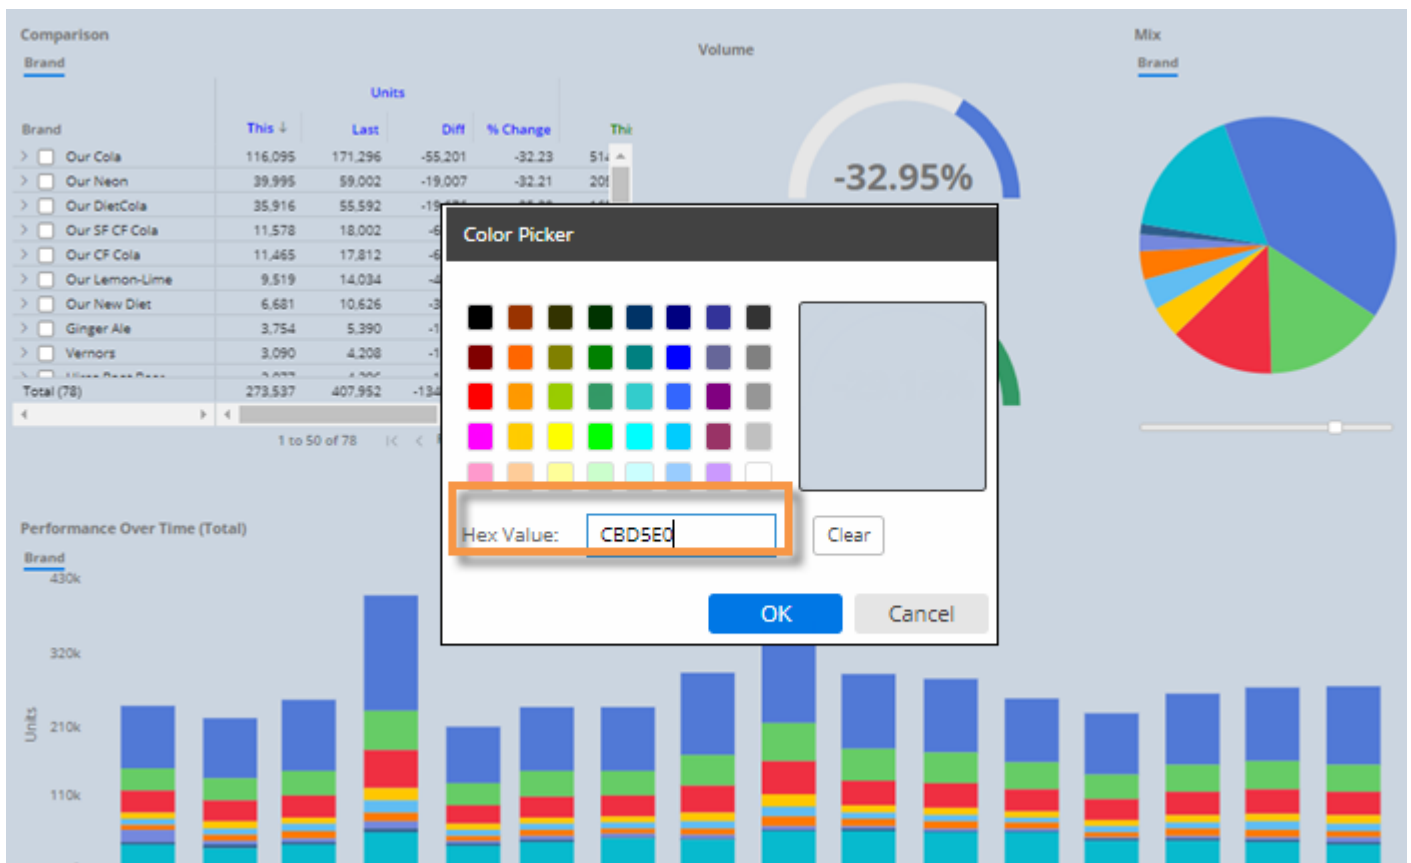 Comparison
Brand
Volume
Mix
Brand
Units
Brand This ↓ Last Diff % Change
Our Cola 116,095 171,296 -55,201 -32.23
Our Neon 39,995 59,002 -19,007 -32.21
Our DietCola 35,916 55,592
Our SF CF Cola 11,578 18,002
Our CF Cola 11,465 17,812
Our Lemon-Lime 9,519 14,034
Our New Diet 6,681 10,626
Ginger Ale 3,754 5,390
Vernors 3,090 4,208
Total (78) 273,537 407,952 -134
1 to 50 of 78
-32.95%
Color Picker
Hex Value: CBD5E0 Clear
OK Cancel
Performance Over Time (Total)
Brand
430k
320k
210k
110k
Units